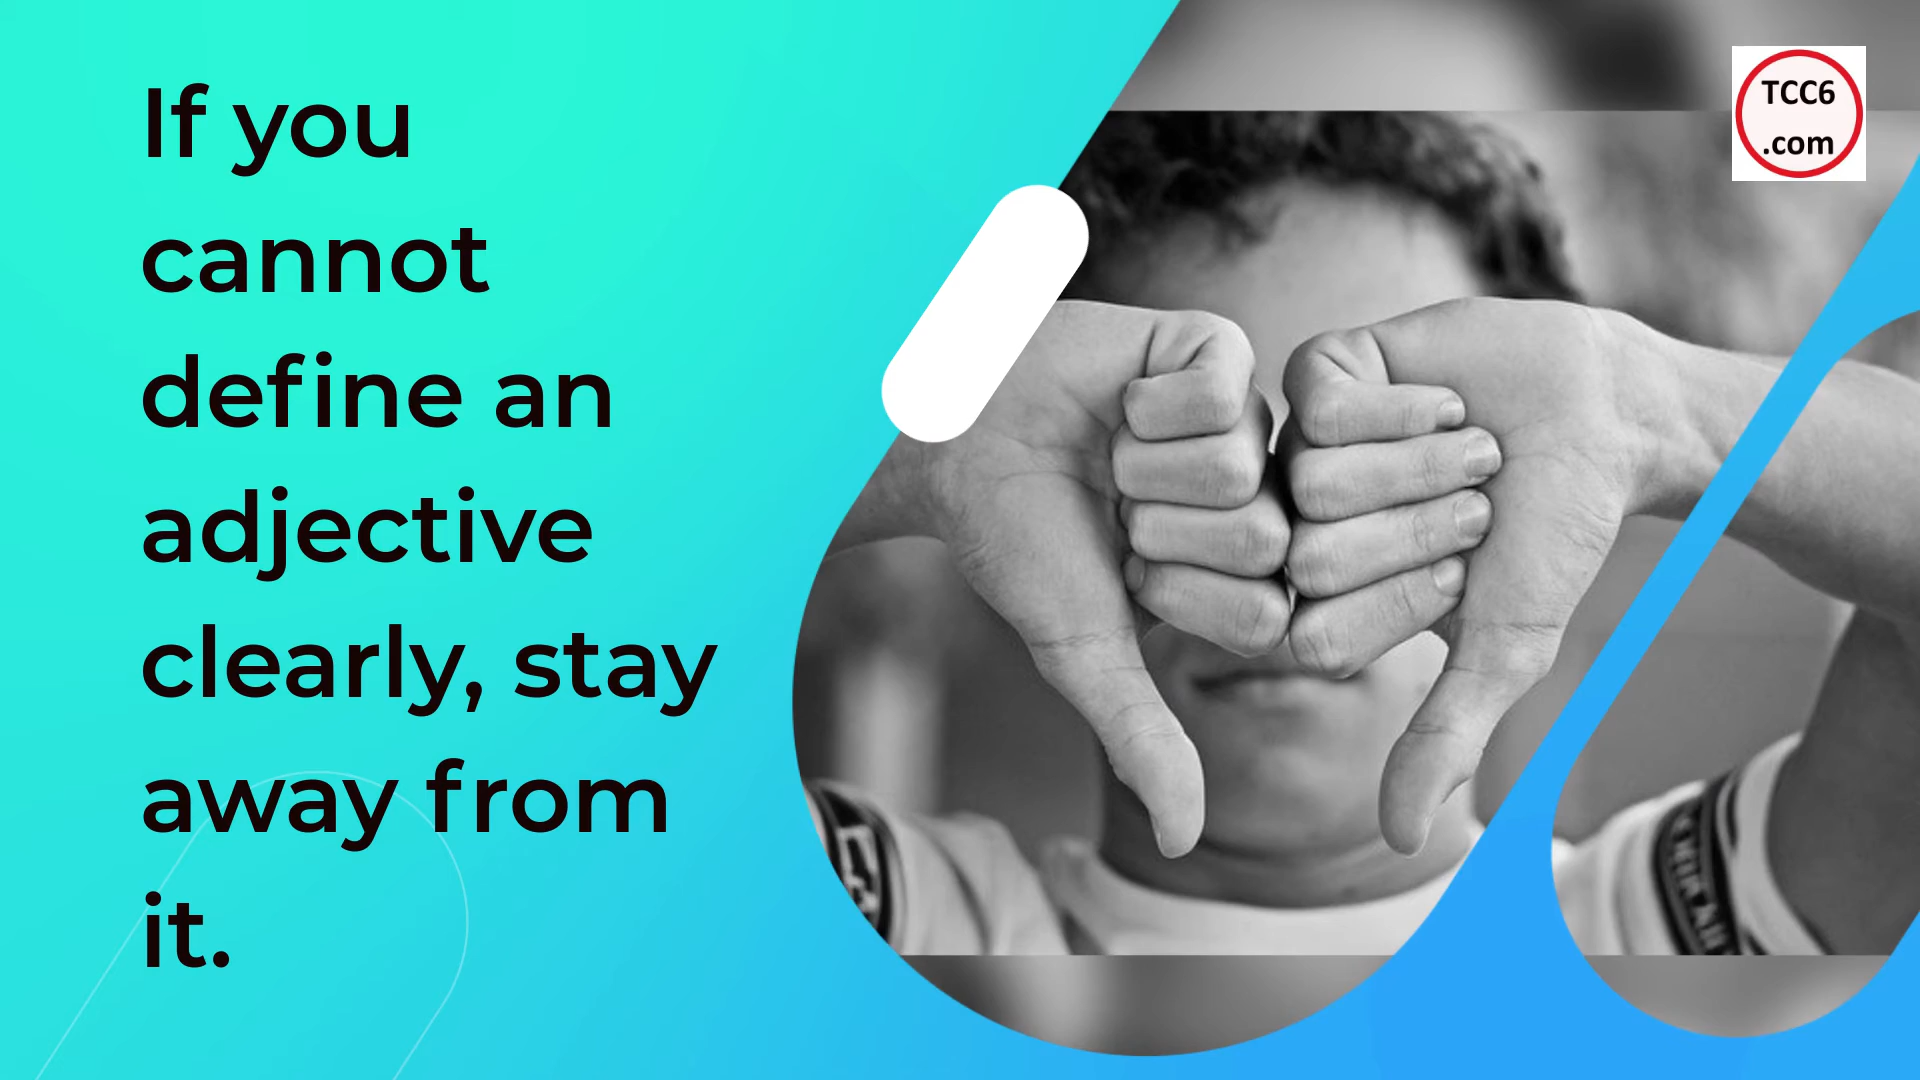 If you
cannot
define an
adjective
clearly, stay
away from
it.
TCC6
.com